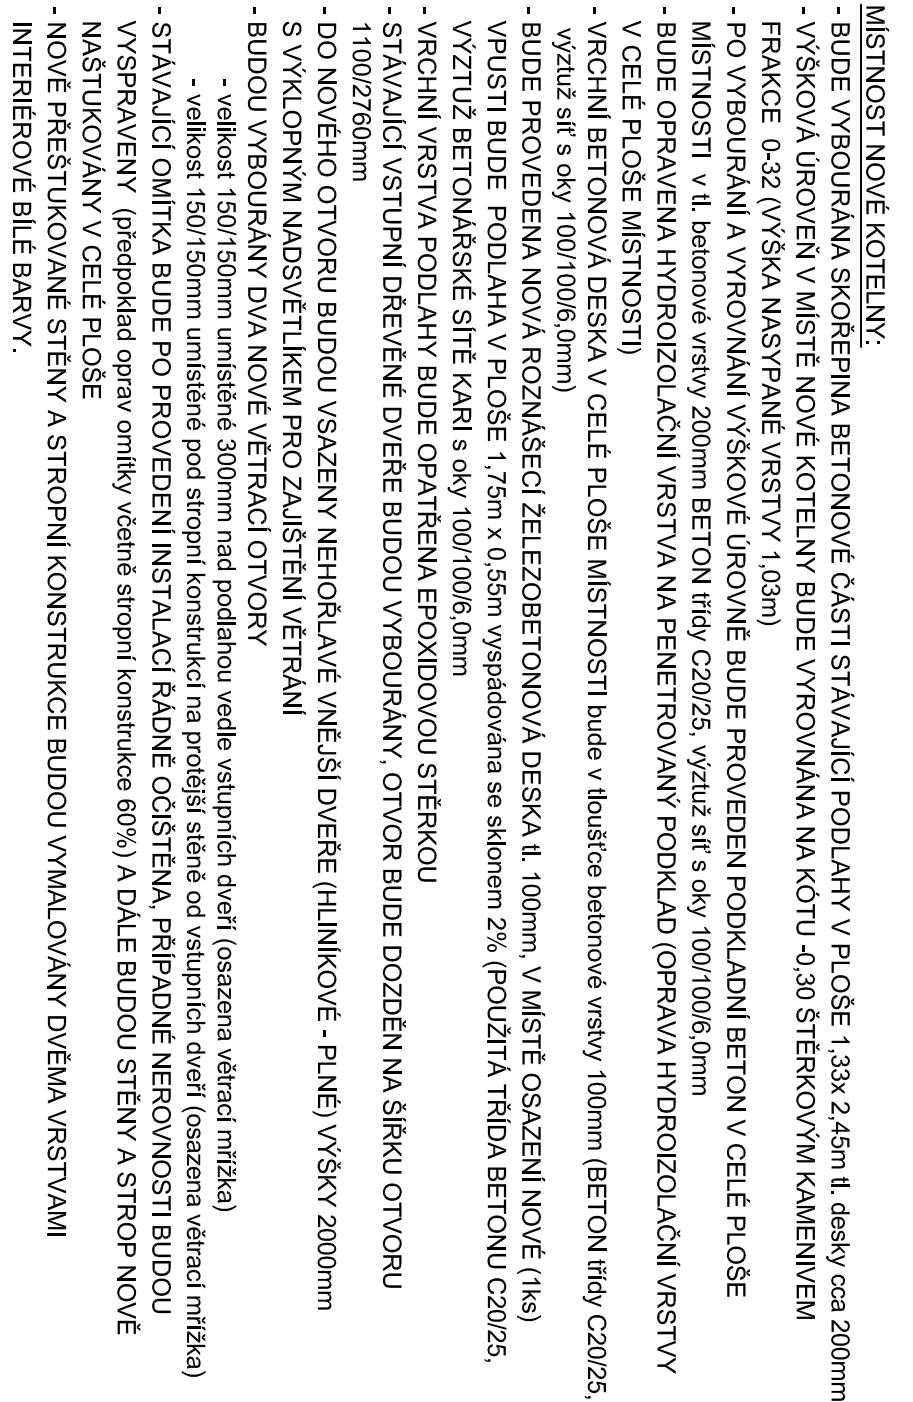 MÍSTNOST NOVÉ KOTELNY:
- BUDE VYBOURÁNA SKOŘEPINA BETONOVÉ ČÁSTI STÁVAJÍCÍ PODLAHY V PLOŠE 1,33x 2,45m tl. desky cca 200mm
- VÝŠKOVÁ ÚROVEŇ V MÍSTĚ NOVÉ KOTELNY BUDE VYROVNÁNA NA KÓTU -0,30 ŠTĚRKOVÝM KAMENIVEM
FRAKCE 0-32 (VÝŠKA NASYPANÉ VRSTVY 1,03m)
- PO VYBOURÁNÍ A VYROVNÁNÍ VÝŠKOVÉ ÚROVNĚ BUDE PROVEDEN PODKLADNÍ BETON V CELÉ PLOŠE
MÍSTNOSTI v tl. betonové vrstvy 200mm BETON třídy C20/25, výztuž síť s oky 100/100/6,0mm
- BUDE OPRAVENA HYDROIZOLAČNÍ VRSTVA NA PENETROVANÝ PODKLAD (OPRAVA HYDROIZOLAČNÍ VRSTVY
V CELÉ PLOŠE MÍSTNOSTI)
- VRCHNÍ BETONOVÁ DESKA V CELÉ PLOŠE MÍSTNOSTI bude v tloušťce betonové vrstvy 100mm (BETON třídy C20/25,
výztuž síť s oky 100/100/6,0mm)
- BUDE PROVEDENA NOVÁ ROZNÁŠECÍ ŽELEZOBETONOVÁ DESKA tl. 100mm, V MÍSTĚ OSAZENÍ NOVÉ (1ks)
VPUSTI BUDE PODLAHA V PLOŠE 1,75m x 0,55m vyspádována se sklonem 2% (POUŽITÁ TŘÍDA BETONU C20/25,
VÝZTUŽ BETONÁŘSKÉ SÍTĚ KARI s oky 100/100/6,0mm
- VRCHNÍ VRSTVA PODLAHY BUDE OPATŘENA EPOXIDOVOU STĚRKOU
- STÁVAJÍCÍ VSTUPNÍ DŘEVĚNÉ DVEŘE BUDOU VYBOURÁNY, OTVOR BUDE DOZDĚN NA ŠÍŘKU OTVORU
1100/2760mm
- DO NOVÉHO OTVORU BUDOU VSAZENY NEHOŘLAVÉ VNĚJŠÍ DVEŘE (HLINÍKOVÉ - PLNÉ) VÝŠKY 2000mm
S VÝKLOPNÝM NADSVĚTLÍKEM PRO ZAJIŠTĚNÍ VĚTRÁNÍ
- BUDOU VYBOURÁNY DVA NOVÉ VĚTRACÍ OTVORY
- velikost 150/150mm umístěné 300mm nad podlahou vedle vstupních dveří (osazena větrací mřížka)
- velikost 150/150mm umístěné pod stropní konstrukcí na protější stěně od vstupních dveří (osazena větrací mřížka)
- STÁVAJÍCÍ OMÍTKA BUDE PO PROVEDENÍ INSTALACÍ ŘÁDNĚ OČIŠTĚNA, PŘÍPADNÉ NEROVNOSTI BUDOU
VYSPRAVENY (předpoklad oprav omítky včetně stropní konstrukce 60%) A DÁLE BUDOU STĚNY A STROP NOVĚ
NAŠTUKOVÁNY V CELÉ PLOŠE
- NOVĚ PŘEŠTUKOVANÉ STĚNY A STROPNÍ KONSTRUKCE BUDOU VYMALOVÁNY DVĚMA VRSTVAMI
INTERIÉROVÉ BÍLÉ BARVY.